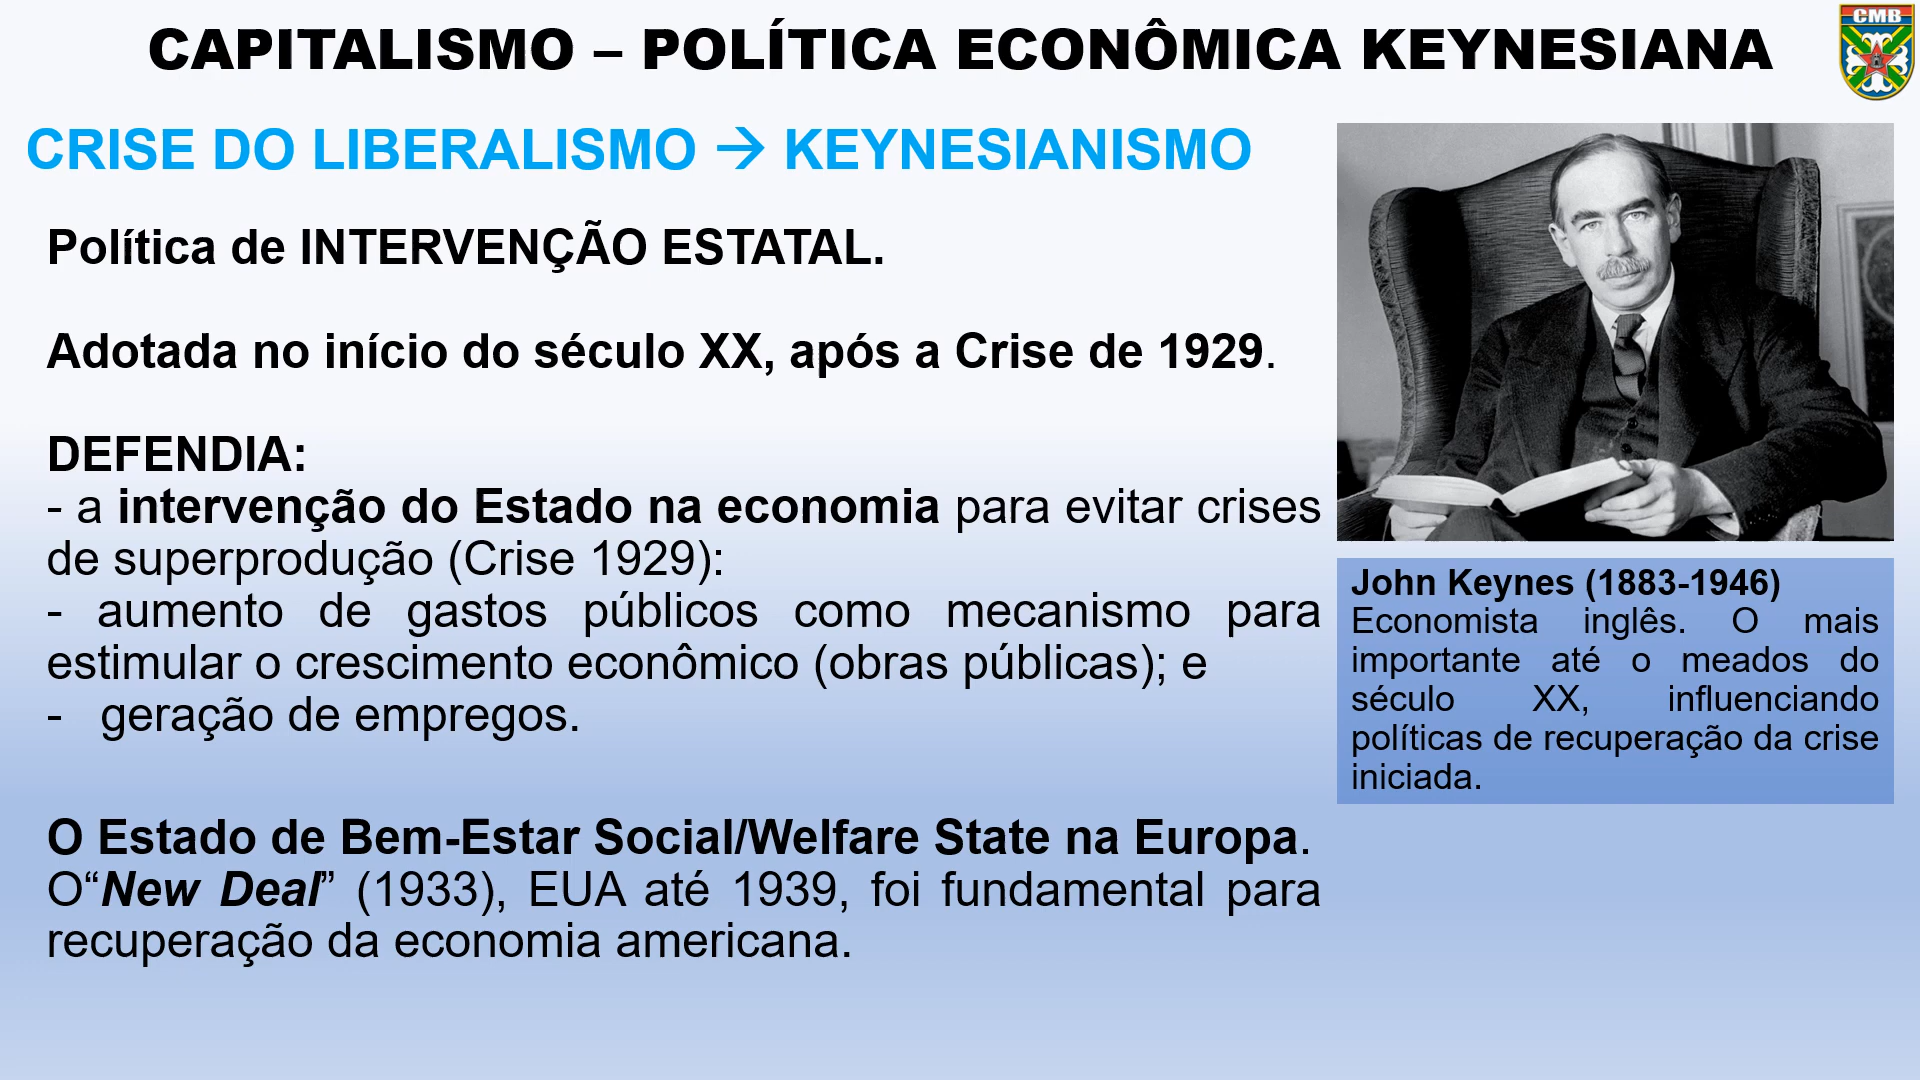 CAPITALISMO – POLÍTICA ECONÔMICA KEYNESIANA
CMB
CRISE DO LIBERALISMO → KEYNESIANISMO
Política de INTERVENÇÃO ESTATAL.
Adotada no início do século XX, após a Crise de 1929.
DEFENDIA:
- a intervenção do Estado na economia para evitar crises
de superprodução (Crise 1929):
- aumento de gastos públicos como mecanismo para
estimular o crescimento econômico (obras públicas); e
- geração de empregos.
O Estado de Bem-Estar Social/Welfare State na Europa.
O“New Deal” (1933), EUA até 1939, foi fundamental para
recuperação da economia americana.
John Keynes (1883-1946)
Economista inglês. O mais
importante até o meados do
século XX, influenciando
políticas de recuperação da crise
iniciada.